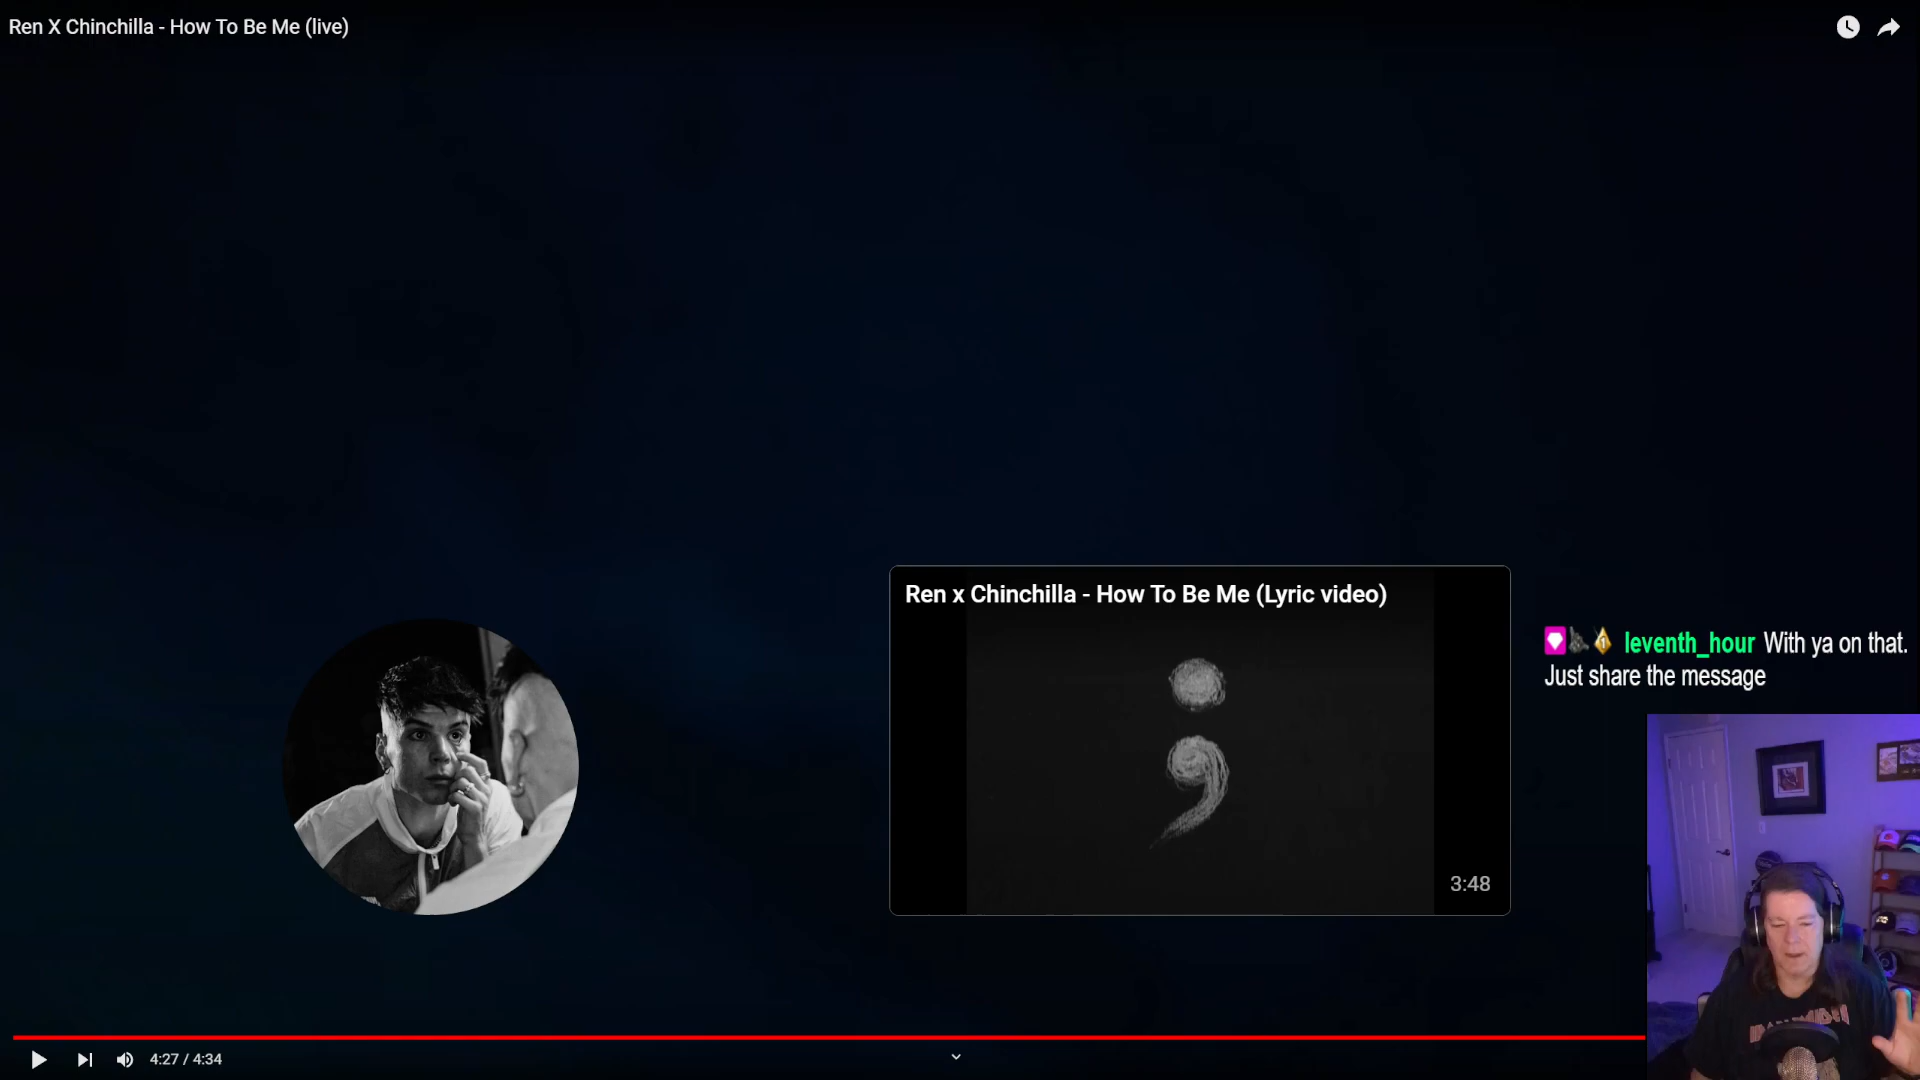 Ren X Chinchilla - How To Be Me (live)
Ren x Chinchilla - How To Be Me (Lyric video)
3:48
leventh_hour With ya on that.
Just share the message
4:27 / 4:34